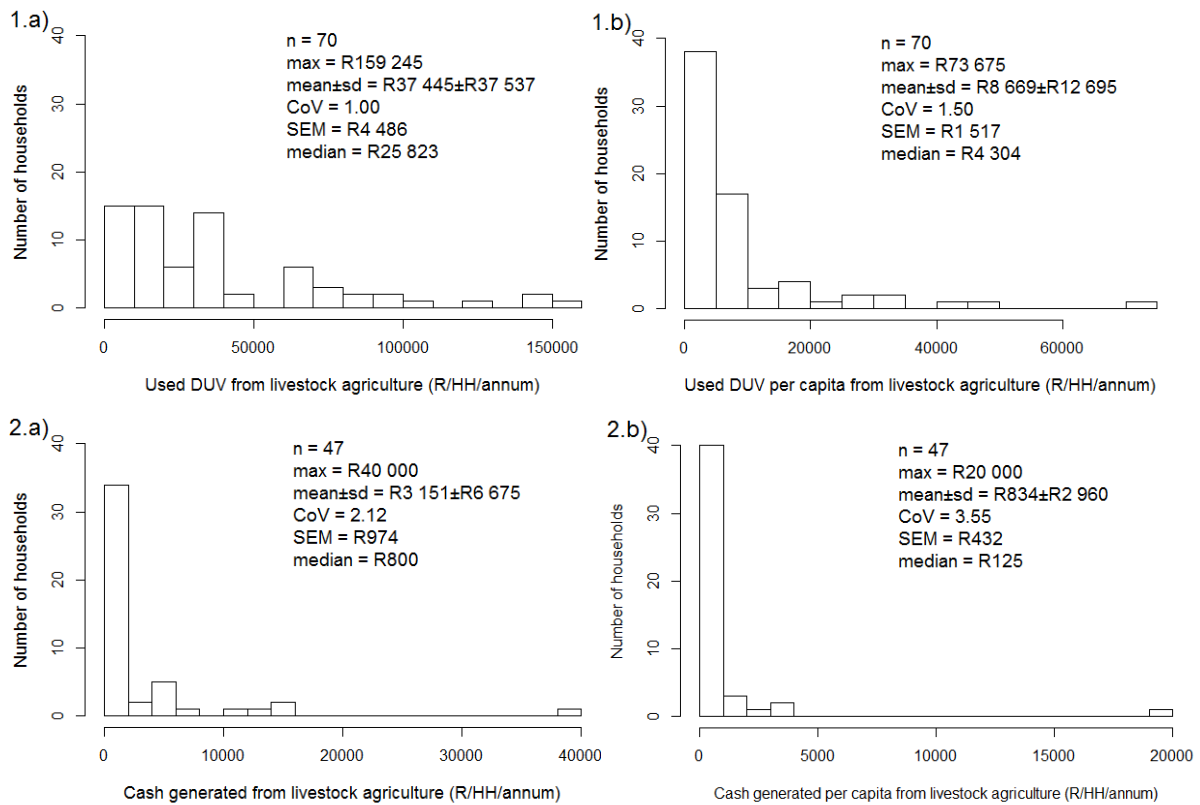 1.a)
Number of households
0
10
20
30
40
n = 70
max = R159 245
mean±sd = R37 445±R37 537
CoV = 1.00
SEM = R4 486
median = R25 823
0 50000 100000 150000
Used DUV from livestock agriculture (R/HH/annum)
1.b)
Number of households
0
10
20
30
40
n = 70
max = R73 675
mean±sd = R8 669±R12 695
CoV = 1.50
SEM = R1 517
median = R4 304
0 20000 40000 60000
Used DUV per capita from livestock agriculture (R/HH/annum)
2.a)
Number of households
0
10
20
30
40
n = 47
max = R40 000
mean±sd = R3 151±R6 675
CoV = 2.12
SEM = R974
median = R800
0 10000 20000 30000 40000
Cash generated from livestock agriculture (R/HH/annum)
2.b)
Number of households
0
10
20
30
40
n = 47
max = R20 000
mean±sd = R834±R2 960
CoV = 3.55
SEM = R432
median = R125
0 5000 10000 15000 20000
Cash generated per capita from livestock agriculture (R/HH/annum)